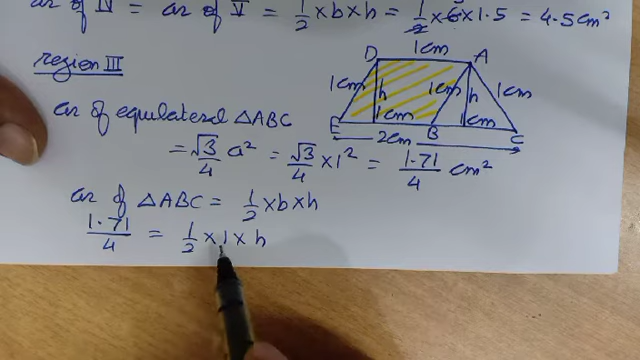 ar of IV = ar of V = 1/2 × b × h = 1/2 × 6 × 1.5 = 4.5 cm²
region III
D 1cm A
1cm h 1cm h 1cm
1cm 1cm
E B C
2cm
ar of equilateral △ABC
= √3/4 a² = √3/4 × 1² = 1.71/4 cm²
ar of △ABC = 1/2 × b × h
1.71/4 = 1/2 × 1 × h